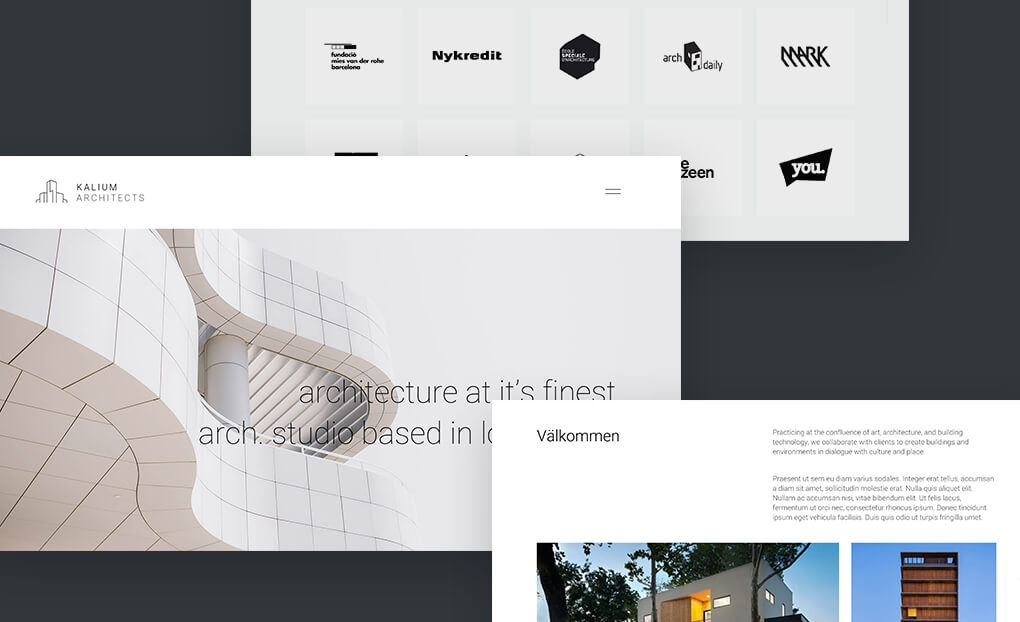 fundació
mies van der rohe
barcelona
Nykredit
ECOLE
SPECIALE
D'ARCHITECTURE
arch
daily
MARK
zeen
you.
KALIUM
ARCHITECTS
architecture at it's finest
arch. studio based in
Välkommen
Practicing at the confluence of art, architecture, and building
technology, we collaborate with clients to create buildings and
environments in dialogue with culture and place.
Praesent ut sem eu diam varius sodales. Integer erat tellus, accumsan
a diam sit amet, sollicitudin molestie erat. Nulla quis aliquet elit.
Nullam ac accumsan nisi, vitae bibendum elit. Ut felis lacus,
fermentum ut orci nec, consectetur rhoncus ipsum. Donec tincidunt
ipsum eget vehicula facilisis. Duis quis odio ut turpis fringilla umet.